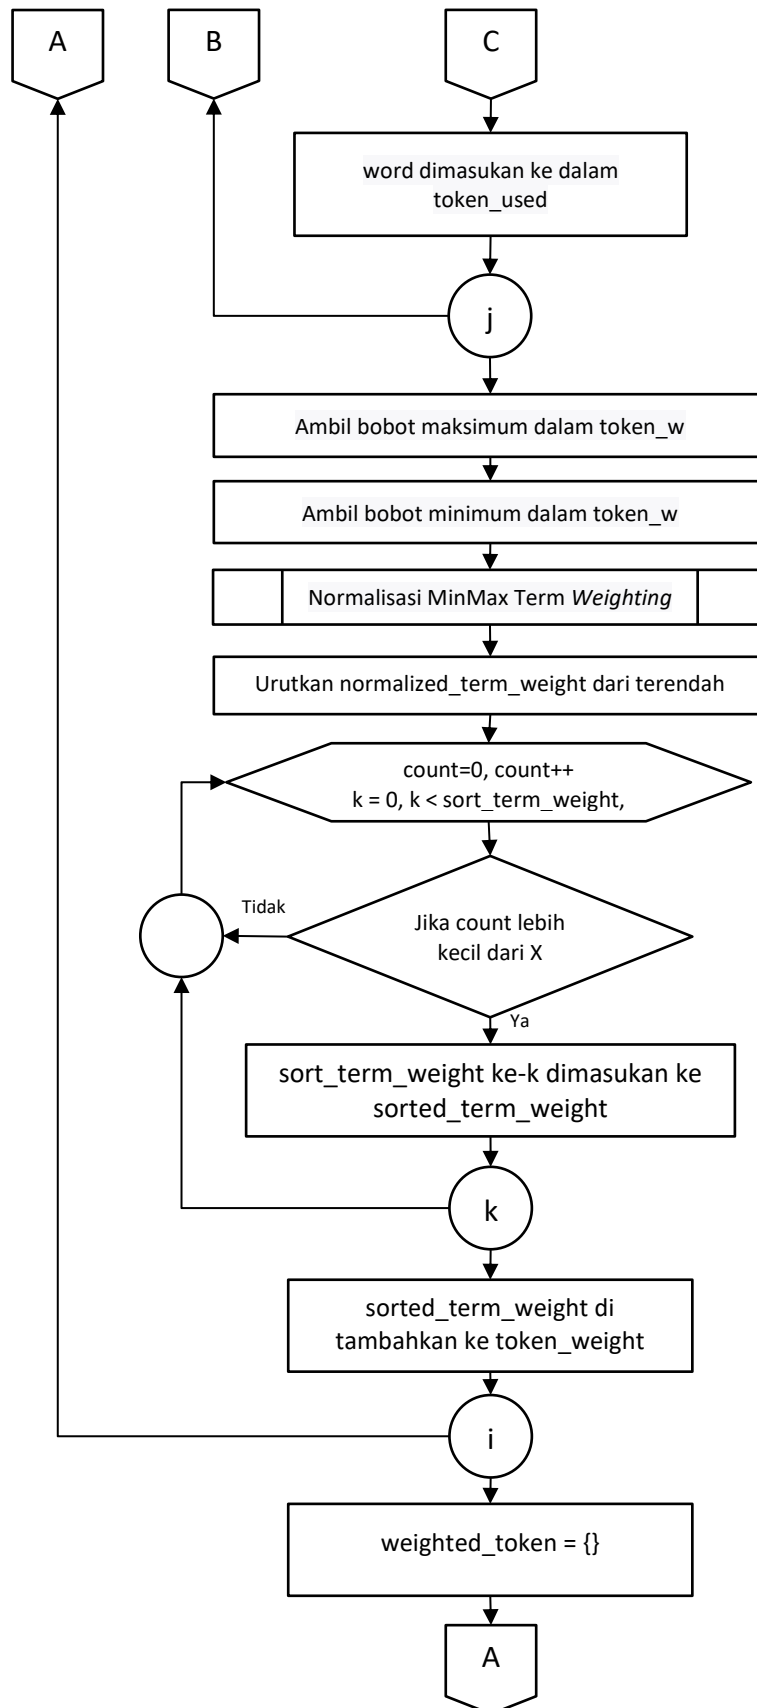 A
B
C
word dimasukan ke dalam
token_used
j
Ambil bobot maksimum dalam token_w
Ambil bobot minimum dalam token_w
Normalisasi MinMax Term Weighting
Urutkan normalized_term_weight dari terendah
count=0, count++
k = 0, k < sort_term_weight,
Tidak
Jika count lebih
kecil dari X
Ya
sort_term_weight ke-k dimasukan ke
sorted_term_weight
k
sorted_term_weight di
tambahkan ke token_weight
i
weighted_token = {}
A